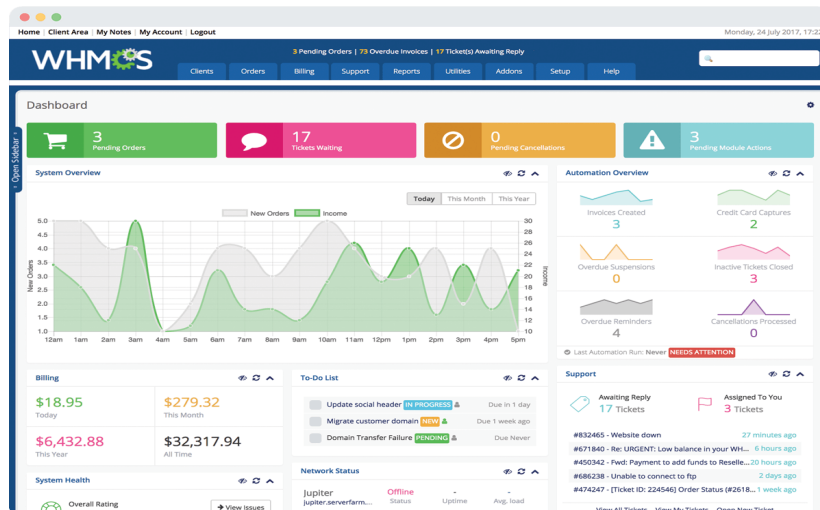 Home | Client Area | My Notes | My Account | Logout
Monday, 24 July 2017, 17:22
WHMCS
3 Pending Orders | 73 Overdue Invoices | 17 Ticket(s) Awaiting Reply
Clients Orders Billing Support Reports Utilities Addons Setup Help
Open Sidebar
Dashboard
3
Pending Orders
17
Tickets Waiting
0
Pending Cancellations
3
Pending Module Actions
System Overview
Today This Month This Year
New Orders Income
New Orders
5.0
4.5
4.0
3.5
3.0
2.5
2.0
1.5
1.0
Income
30
28
26
24
22
20
18
16
14
12
10
12am 1am 2am 3am 4am 5am 6am 7am 8am 9am 10am 11am 12pm 1pm 2pm 3pm 4pm 5pm
Automation Overview
Invoices Created
3
Credit Card Captures
2
Overdue Suspensions
0
Inactive Tickets Closed
3
Overdue Reminders
4
Cancellations Processed
0
Last Automation Run: Never NEEDS ATTENTION
Billing
$18.95
Today
$279.32
This Month
$6,432.88
This Year
$32,317.94
All Time
System Health
Overall Rating
View Issues
To-Do List
Update social header IN PROGRESS Due in 1 day
Migrate customer domain NEW Due 1 week ago
Domain Transfer Failure PENDING Due Never
Network Status
Jupiter
jupiter.serverfarm...
Offline
Status
-
Uptime
-
Avg. load
Support
Awaiting Reply
17 Tickets
Assigned To You
3 Tickets
#832465 - Website down 27 minutes ago
#671840 - Re: URGENT: Low balance in your WH... 6 hours ago
#450342 - Fwd: Payment to add funds to Reselle... 20 hours ago
#686238 - Unable to connect to ftp 2 days ago
#474247 - [Ticket ID: 224546] Order Status (#2618... 1 week ago
View All Tickets View My Tickets Open New Ticket